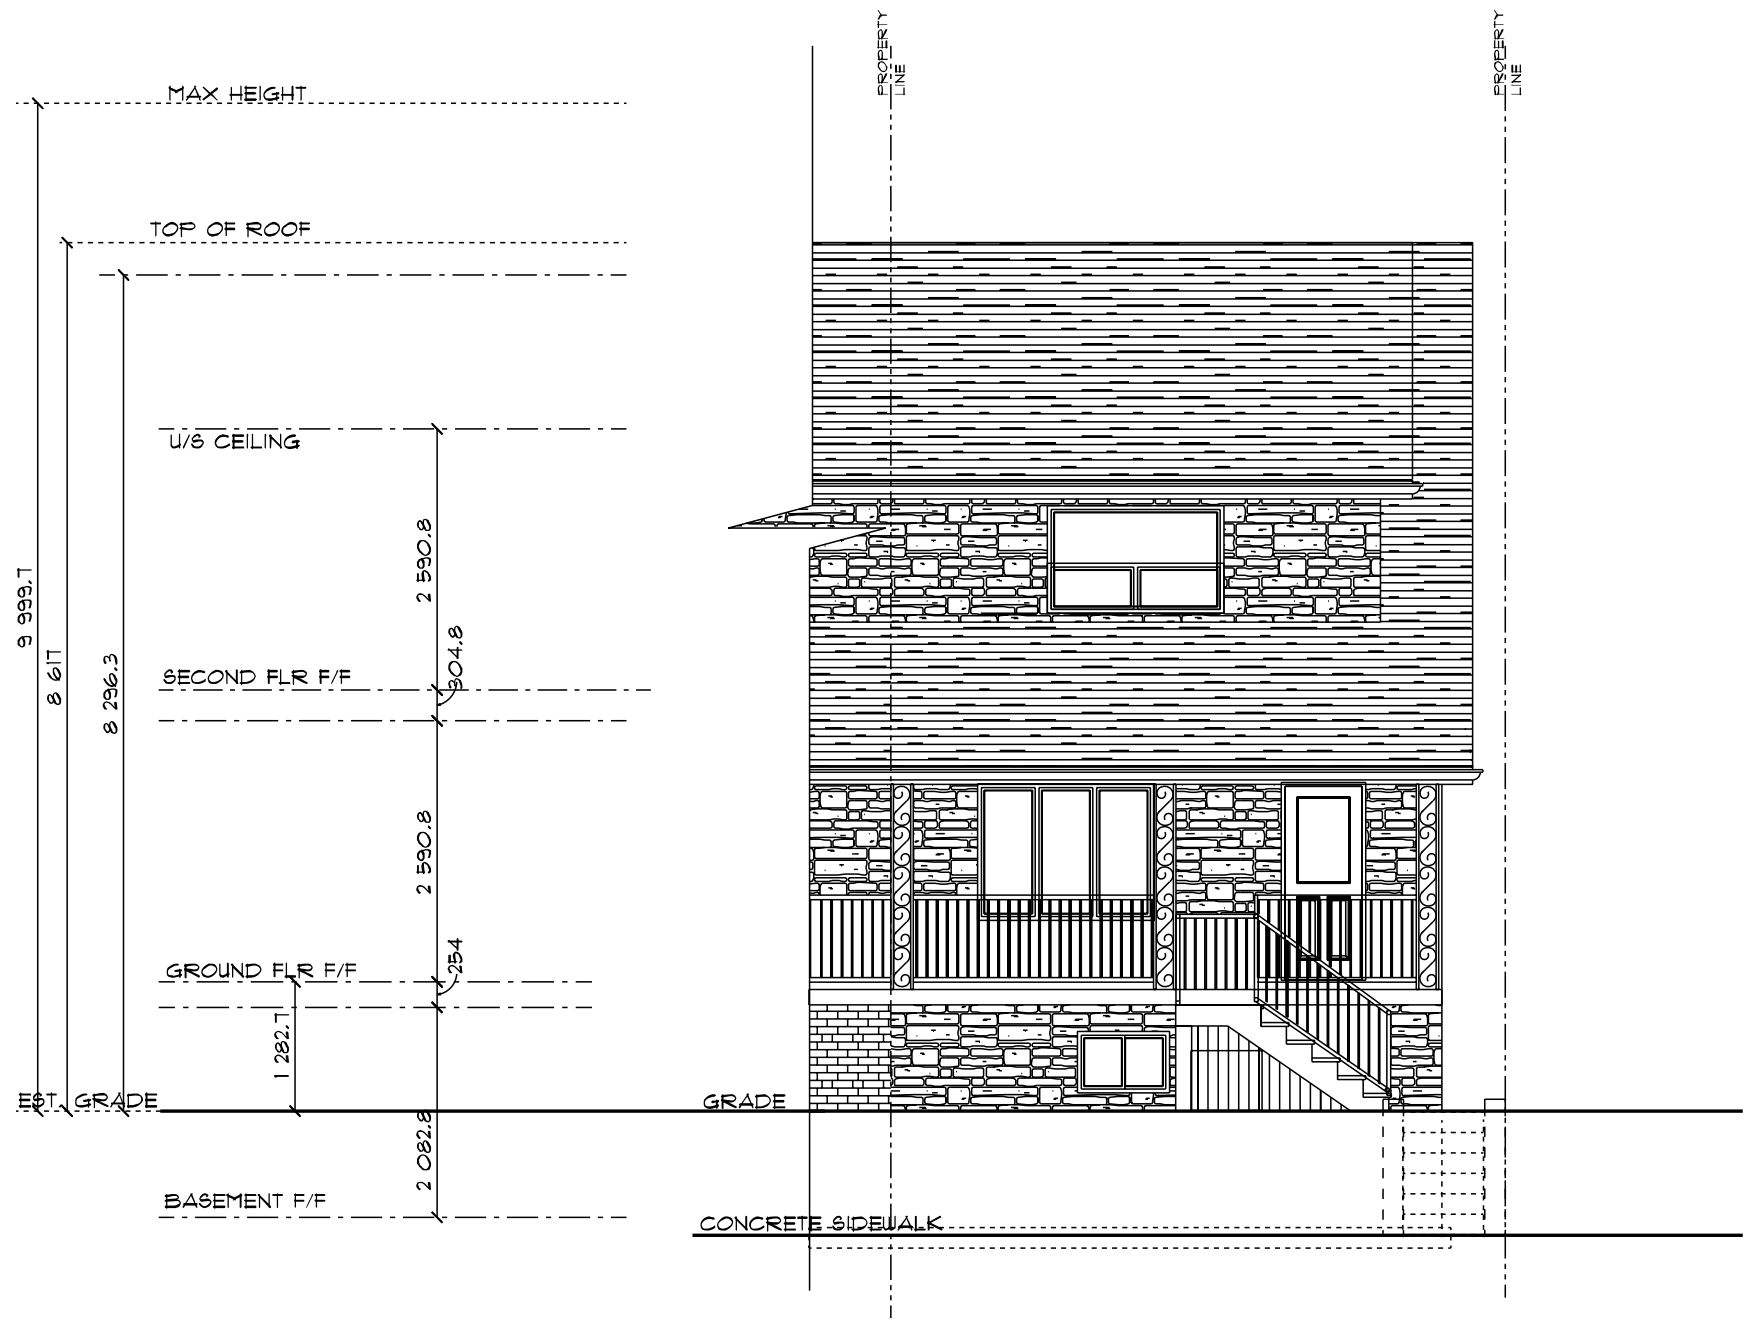 PROPERTY
LINE
PROPERTY
LINE
MAX HEIGHT
TOP OF ROOF
U/S CEILING
2 590.8
9 999.7
8 617
8 296.3
304.8
SECOND FLR F/F
2 590.8
254
GROUND FLR F/F
1 282.7
EST. GRADE
GRADE
2 082.8
BASEMENT F/F
CONCRETE SIDEWALK